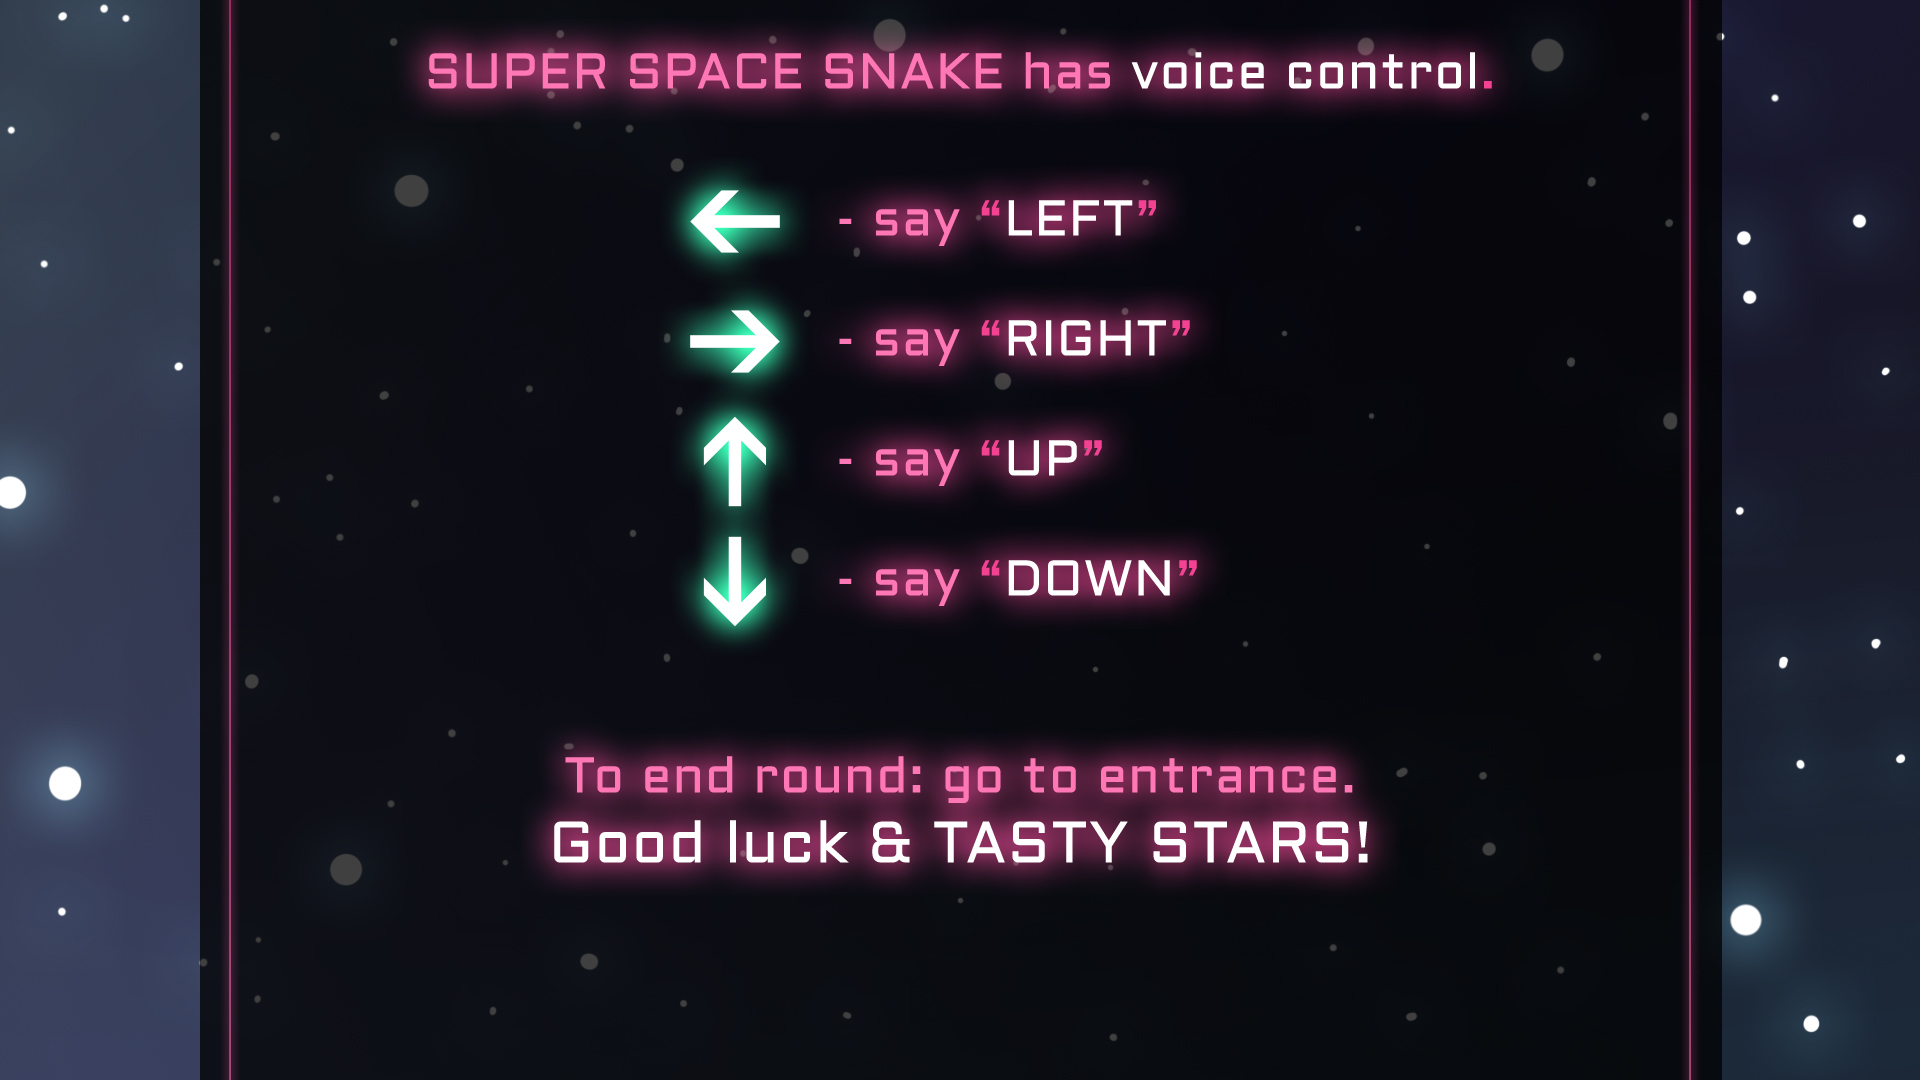 SUPER SPACE SNAKE has voice control.
← - say “LEFT”
→ - say “RIGHT”
↑ - say “UP”
↓ - say “DOWN”
To end round: go to entrance.
Good luck & TASTY STARS!